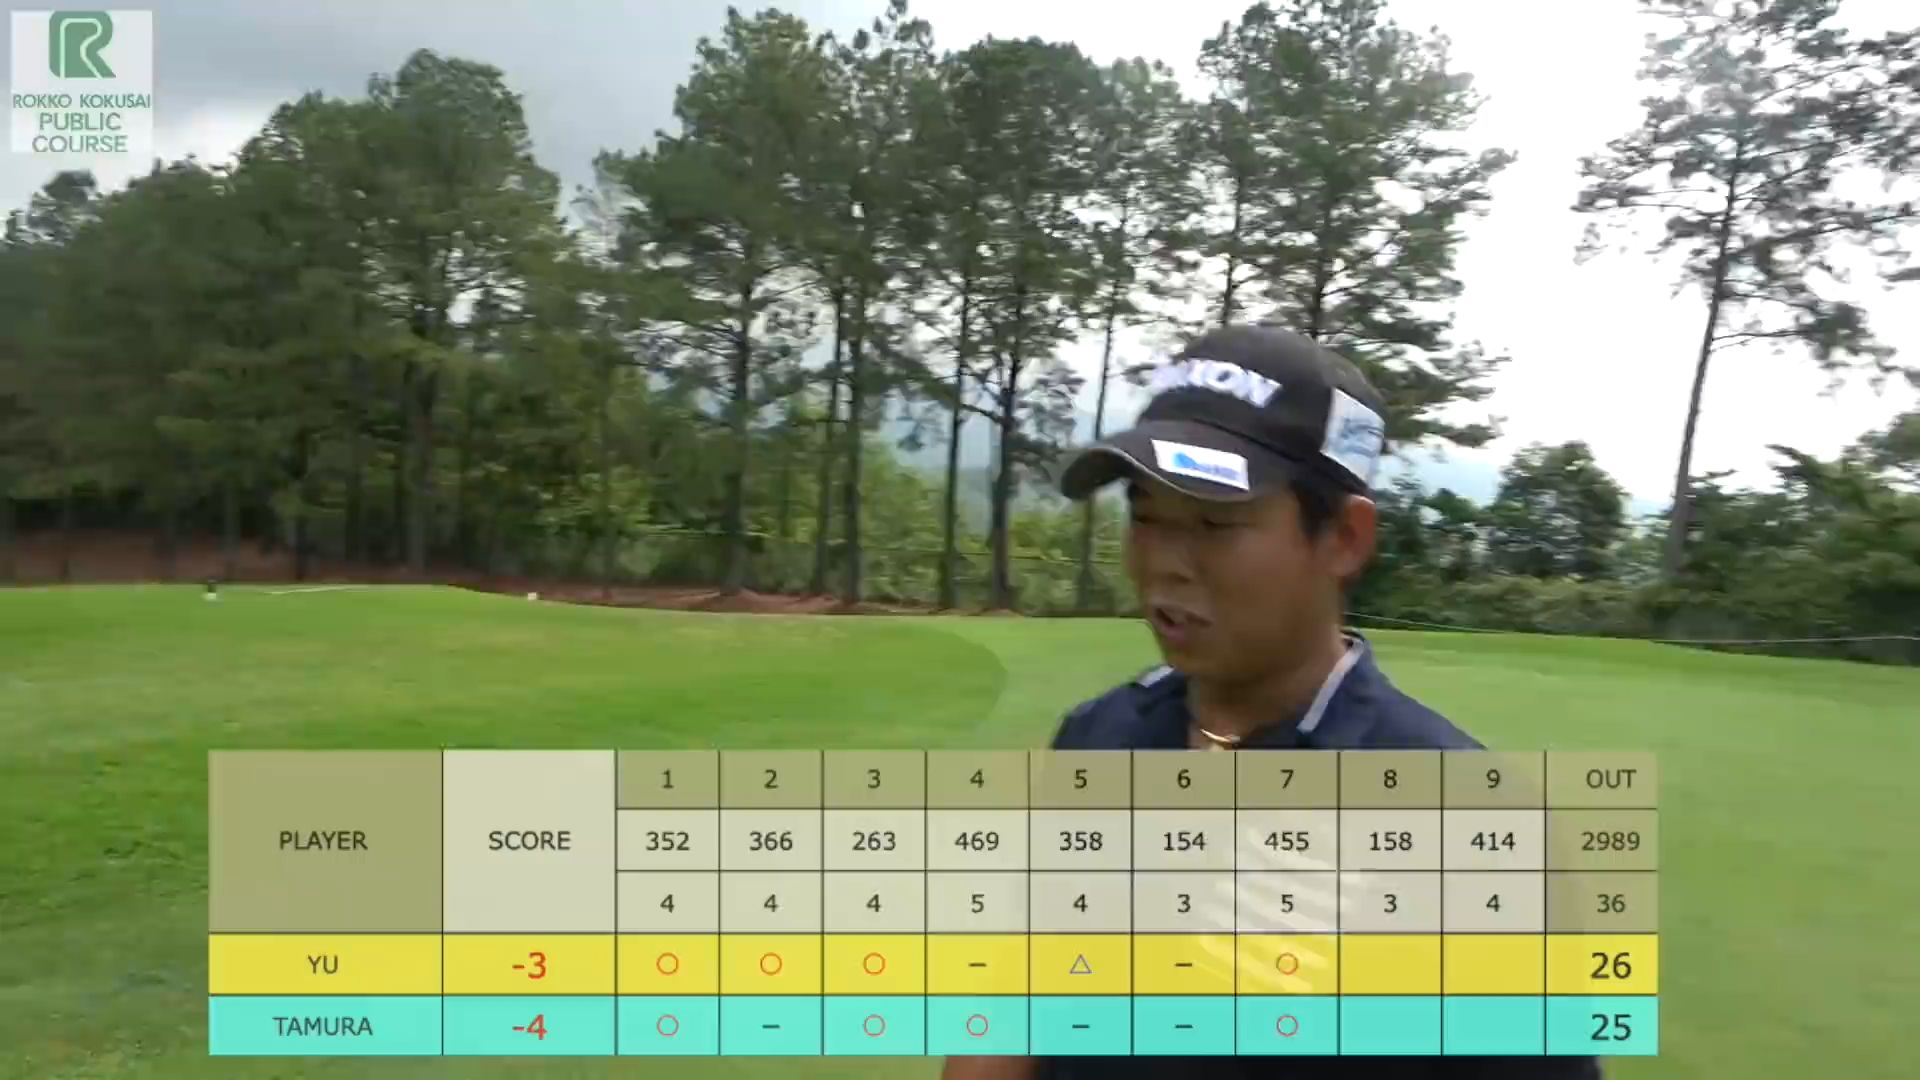 ROKKO KOKUSAI
PUBLIC
COURSE
PLAYER SCORE 1 2 3 4 5 6 7 8 9 OUT
352 366 263 469 358 154 455 158 414 2989
4 4 4 5 4 3 5 3 4 36
YU -3 ○ ○ ○ – △ – ○ 26
TAMURA -4 ○ – ○ ○ – – ○ 25